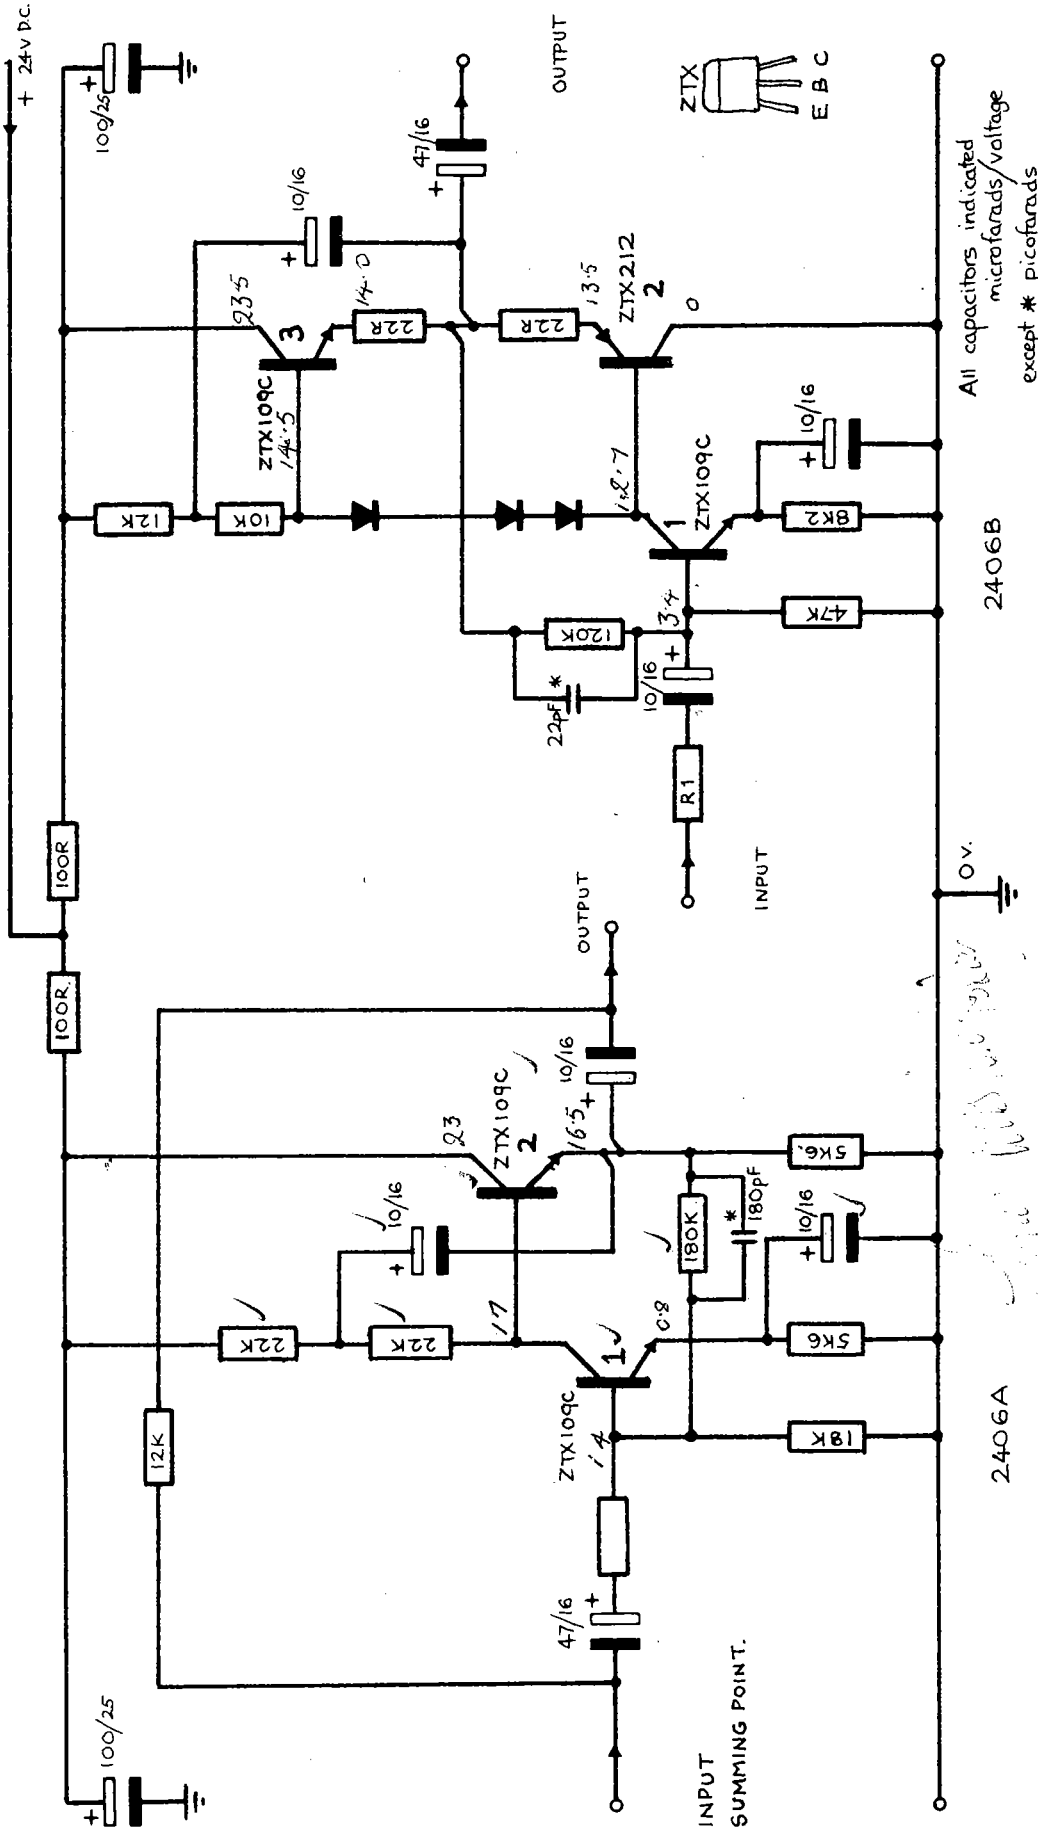 + 24V D.C.
100/25
+
100R
100R
100/25
+
12K
22K
22K
10/16
+
17
23
ZTX109C
2
16.5
+
10/16
OUTPUT
47/16
+
ZTX109C
1.4
1
0.8
180K
*
180pF
18K
5K6
10/16
+
5K6
INPUT
SUMMING POINT.
2406A
0V.
12K
10K
10/16
+
23.5
3
ZTX109C
14.5
22R
14.0
47/16
+
OUTPUT
22R
13.5
ZTX212
2
0
12.7
1
ZTX109C
120K
22pF
*
3.4
10/16
+
R1
INPUT
47K
8K2
10/16
+
2406B
ZTX
E B C
All capacitors indicated
microfarads/voltage
except * picofarads